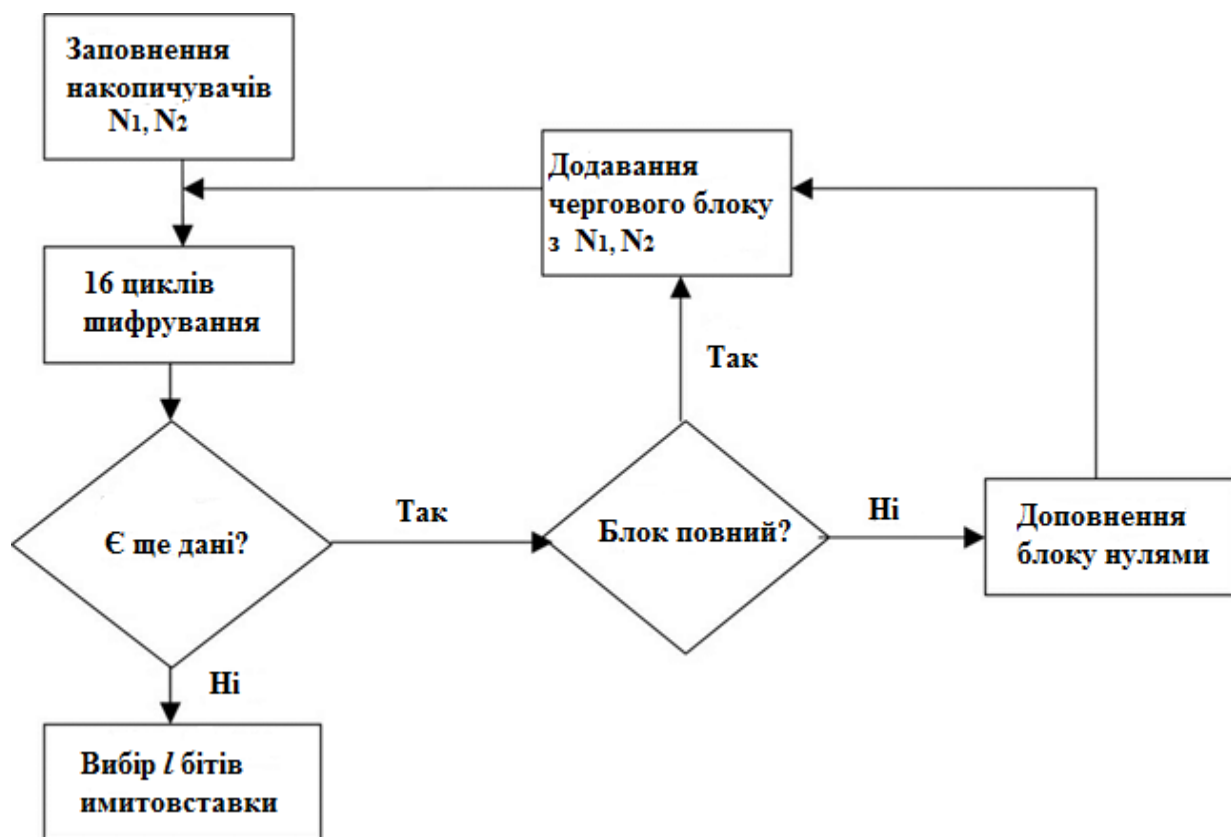 Заповнення
накопичувачів
N1, N2
Додавання
чергового блоку
з N1, N2
16 циклів
шифрування
Так
Є ще дані?
Так
Блок повний?
Ні
Доповнення
блоку нулями
Ні
Вибір l бітів
имитовставки